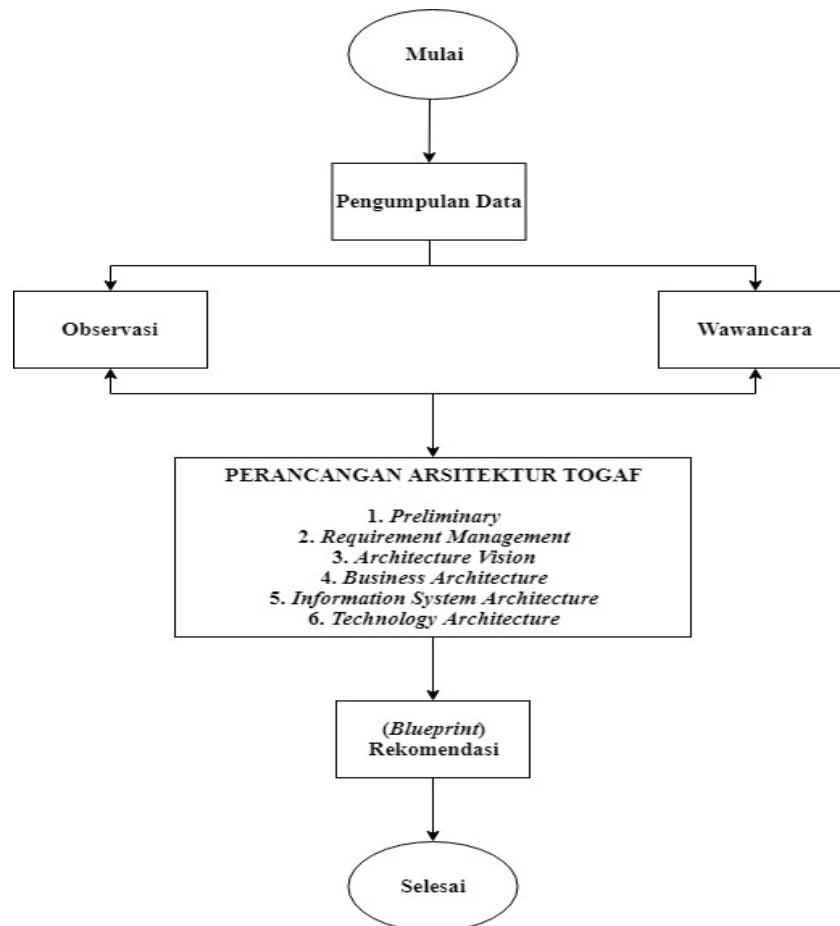 Mulai
Pengumpulan Data
Observasi
Wawancara
PERANCANGAN ARSITEKTUR TOGAF
1. Preliminary
2. Requirement Management
3. Architecture Vision
4. Business Architecture
5. Information System Architecture
6. Technology Architecture
(Blueprint)
Rekomendasi
Selesai